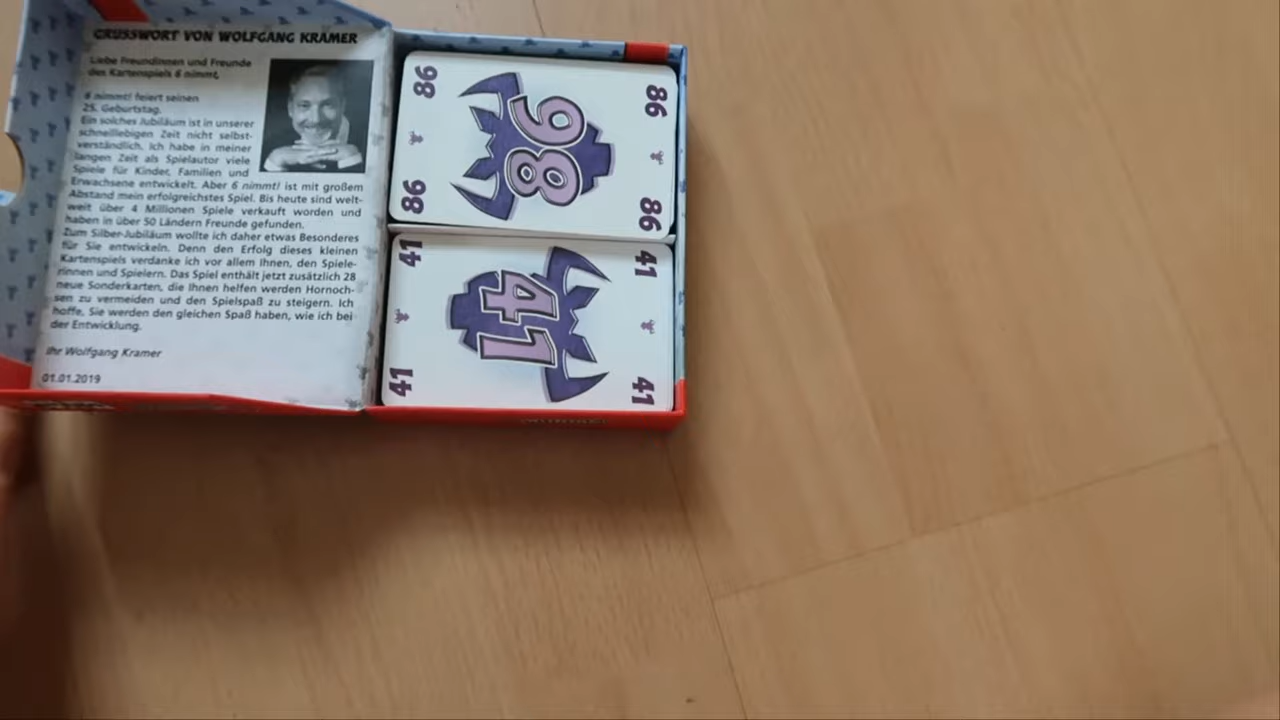 GRUSSWORT VON WOLFGANG KRAMER
Liebe Freundinnen und Freunde
des Kartenspiels 6 nimmt,
6 nimmt! feiert seinen
25. Geburtstag.
Ein solches Jubiläum ist in unserer
schnelllebigen Zeit nicht selbst-
verständlich. Ich habe in meiner
langen Zeit als Spielautor viele
Spiele für Kinder, Familien und
Erwachsene entwickelt. Aber 6 nimmt! ist mit großem
Abstand mein erfolgreichstes Spiel. Bis heute sind welt-
weit über 4 Millionen Spiele verkauft worden und
haben in über 50 Ländern Freunde gefunden.
Zum Silber-Jubiläum wollte ich daher etwas Besonderes
für Sie entwickeln. Denn den Erfolg dieses kleinen
Kartenspiels verdanke ich vor allem Ihnen, den Spiele-
rinnen und Spielern. Das Spiel enthält jetzt zusätzlich 28
neue Sonderkarten, die Ihnen helfen werden Hornoch-
sen zu vermeiden und den Spielspaß zu steigern. Ich
hoffe, Sie werden den gleichen Spaß haben, wie ich bei
der Entwicklung.
Ihr Wolfgang Kramer
01.01.2019
86
86
86
86
86
41
41
41
41
41